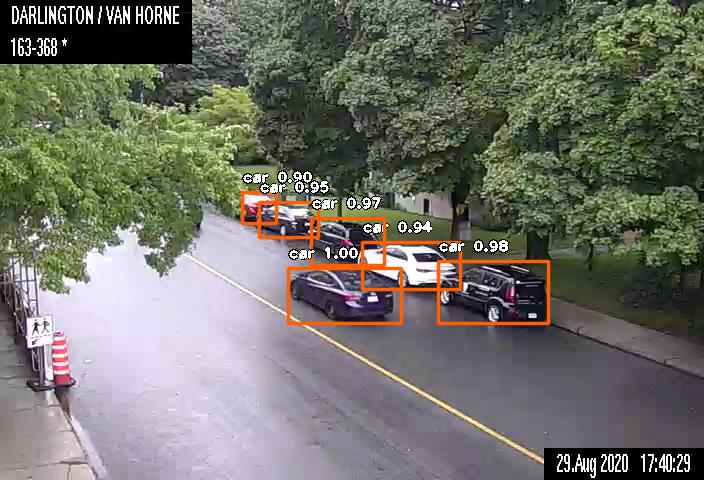 DARLINGTON / VAN HORNE
163-368 *
car 0.90
car 0.95
car 0.97
car 0.94
car 0.98
car 1.00
29.Aug 2020 17:40:29